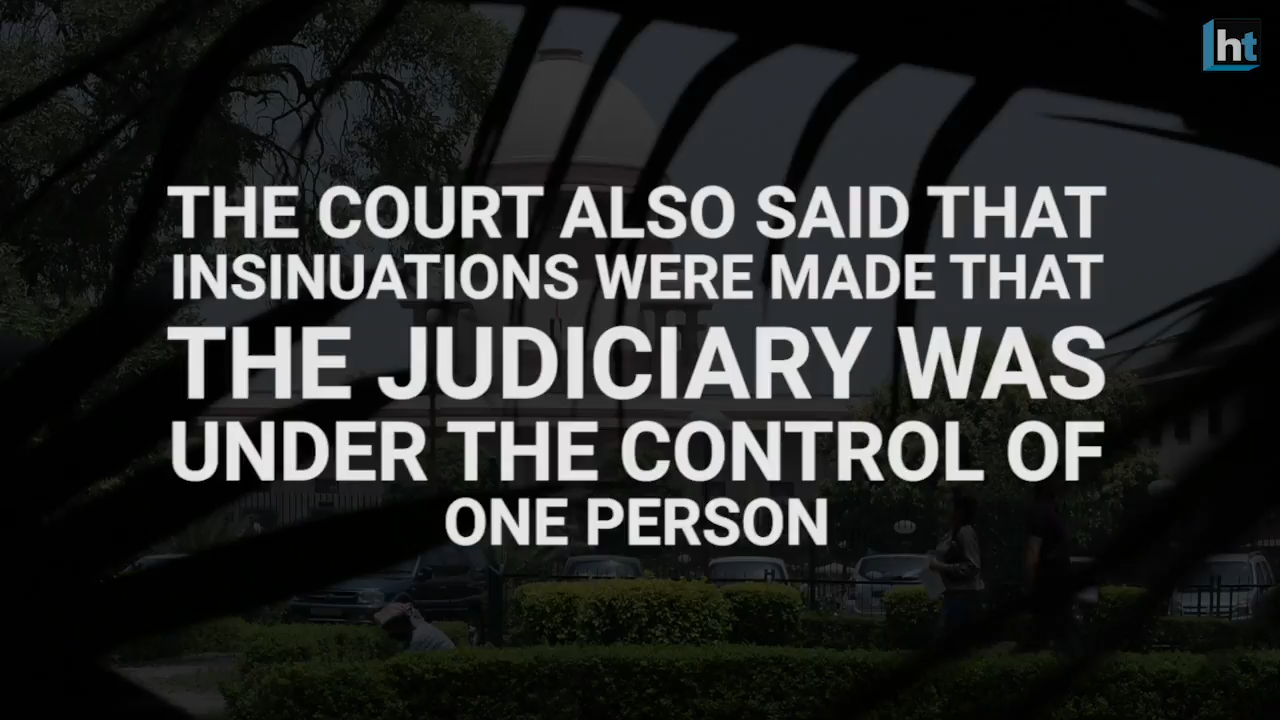 ht
THE COURT ALSO SAID THAT
INSINUATIONS WERE MADE THAT
THE JUDICIARY WAS
UNDER THE CONTROL OF
ONE PERSON